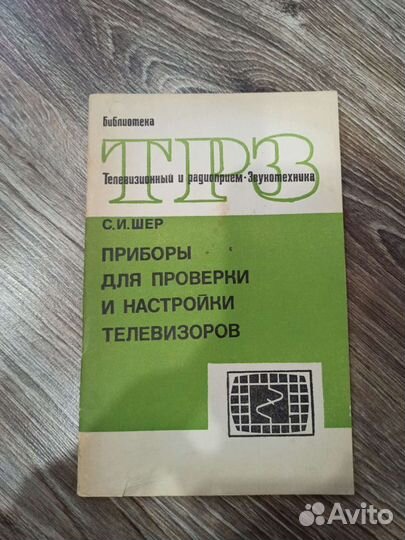 Библиотека
ТРЗ
Телевизионный и радиоприем·Звукотехника
С.И.ШЕР
ПРИБОРЫ
ДЛЯ ПРОВЕРКИ
И НАСТРОЙКИ
ТЕЛЕВИЗОРОВ
Avito